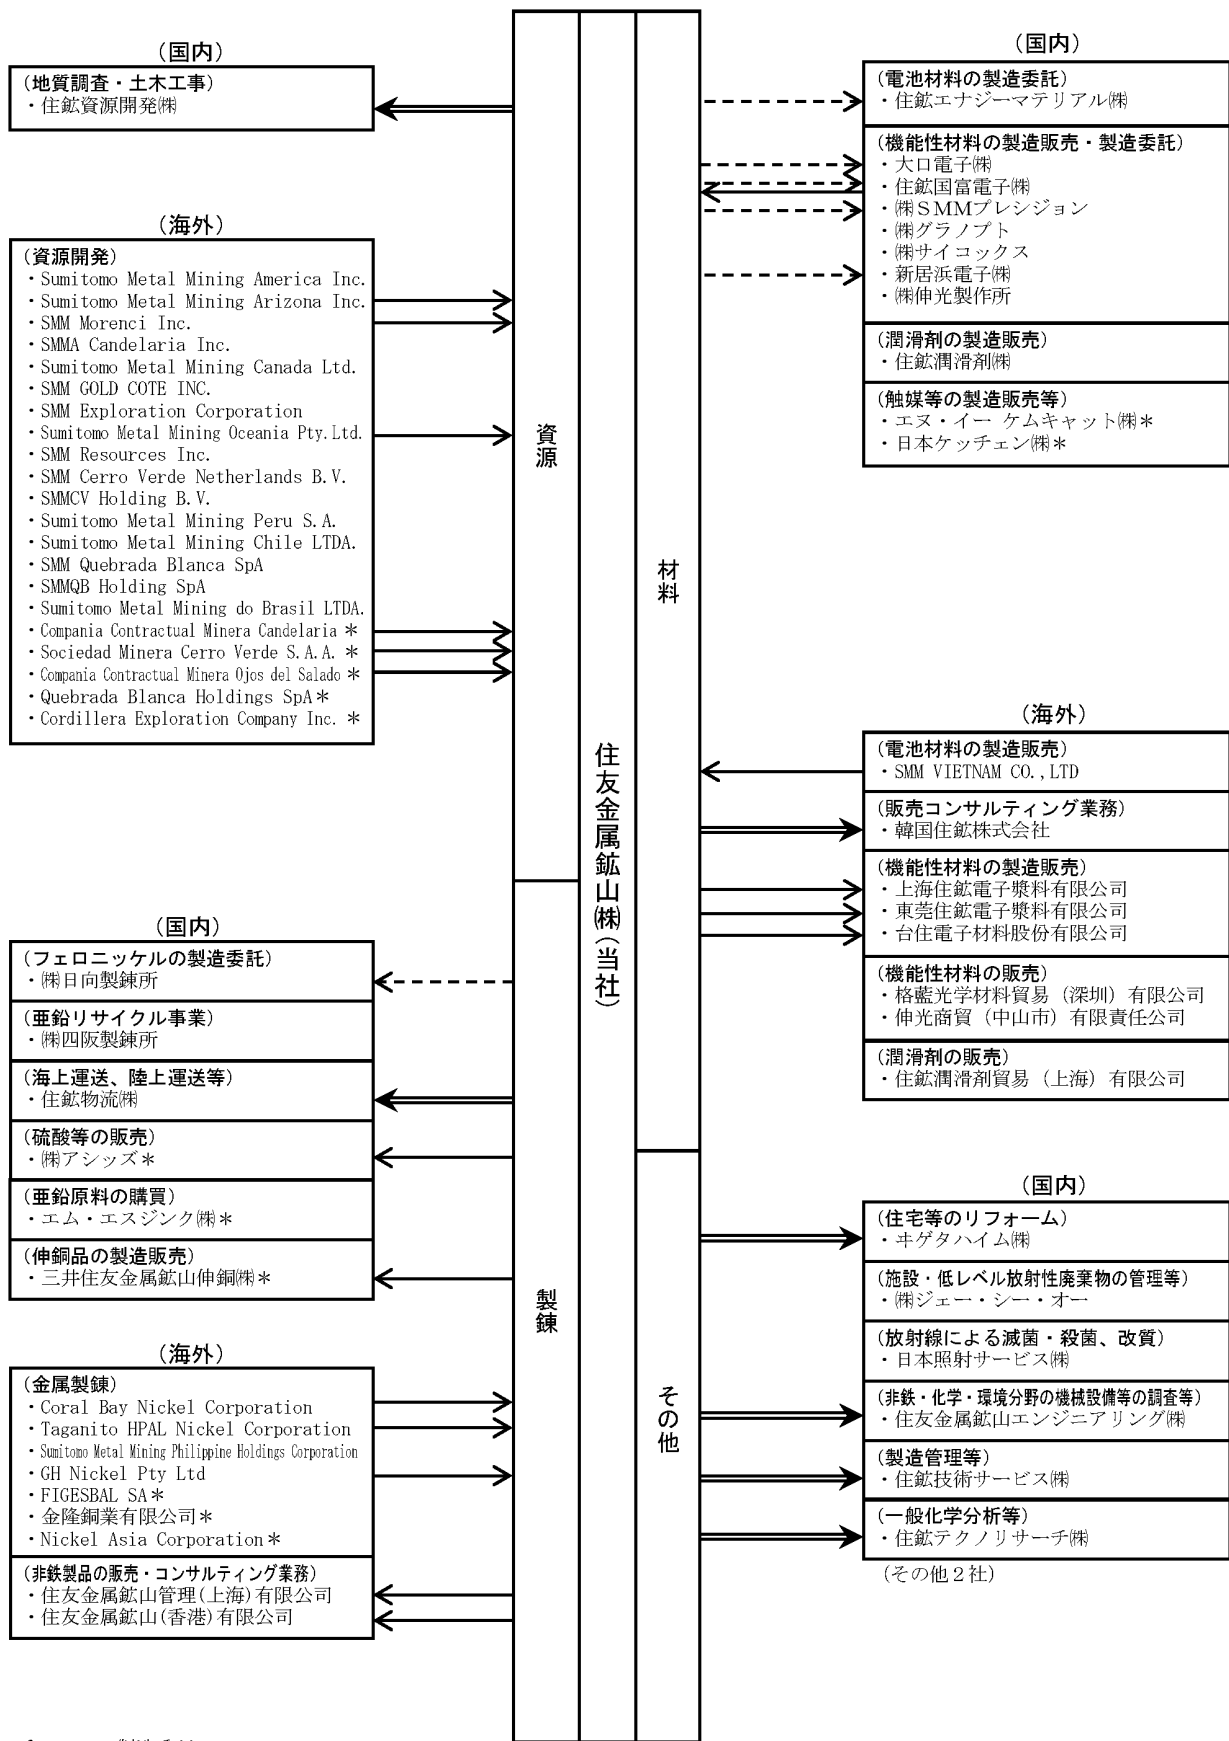 (国内)
(地質調査・土木工事)
・住鉱資源開発㈱
(海外)
(資源開発)
・Sumitomo Metal Mining America Inc.
・Sumitomo Metal Mining Arizona Inc.
・SMM Morenci Inc.
・SMMA Candelaria Inc.
・Sumitomo Metal Mining Canada Ltd.
・SMM GOLD COTE INC.
・SMM Exploration Corporation
・Sumitomo Metal Mining Oceania Pty.Ltd.
・SMM Resources Inc.
・SMM Cerro Verde Netherlands B.V.
・SMMCV Holding B.V.
・Sumitomo Metal Mining Peru S.A.
・Sumitomo Metal Mining Chile LTDA.
・SMM Quebrada Blanca SpA
・SMMQB Holding SpA
・Sumitomo Metal Mining do Brasil LTDA.
・Compania Contractual Minera Candelaria ＊
・Sociedad Minera Cerro Verde S.A.A. ＊
・Compania Contractual Minera Ojos del Salado ＊
・Quebrada Blanca Holdings SpA＊
・Cordillera Exploration Company Inc. ＊
(国内)
(フェロニッケルの製造委託)
・㈱日向製錬所
(亜鉛リサイクル事業)
・㈱四阪製錬所
(海上運送、陸上運送等)
・住鉱物流㈱
(硫酸等の販売)
・㈱アシッズ＊
(亜鉛原料の購買)
・エム・エスジンク㈱＊
(伸銅品の製造販売)
・三井住友金属鉱山伸銅㈱＊
(海外)
(金属製錬)
・Coral Bay Nickel Corporation
・Taganito HPAL Nickel Corporation
・Sumitomo Metal Mining Philippine Holdings Corporation
・GH Nickel Pty Ltd
・FIGESBAL SA＊
・金隆銅業有限公司＊
・Nickel Asia Corporation＊
(非鉄製品の販売・コンサルティング業務)
・住友金属鉱山管理(上海)有限公司
・住友金属鉱山(香港)有限公司
資源
製錬
住友金属鉱山㈱(当社)
材料
その他
(国内)
(電池材料の製造委託)
・住鉱エナジーマテリアル㈱
(機能性材料の製造販売・製造委託)
・大口電子㈱
・住鉱国富電子㈱
・㈱ＳＭＭプレシジョン
・㈱グラノプト
・㈱サイコックス
・新居浜電子㈱
・㈱伸光製作所
(潤滑剤の製造販売)
・住鉱潤滑剤㈱
(触媒等の製造販売等)
・エヌ・イー ケムキャット㈱＊
・日本ケッチェン㈱＊
(海外)
(電池材料の製造販売)
・SMM VIETNAM CO.,LTD
(販売コンサルティング業務)
・韓国住鉱株式会社
(機能性材料の製造販売)
・上海住鉱電子漿料有限公司
・東莞住鉱電子漿料有限公司
・台住電子材料股份有限公司
(機能性材料の販売)
・格藍光学材料貿易（深圳）有限公司
・伸光商貿（中山市）有限責任公司
(潤滑剤の販売)
・住鉱潤滑剤貿易（上海）有限公司
(国内)
(住宅等のリフォーム)
・ヰゲタハイム㈱
(施設・低レベル放射性廃棄物の管理等)
・㈱ジェー・シー・オー
(放射線による滅菌・殺菌、改質)
・日本照射サービス㈱
(非鉄・化学・環境分野の機械設備等の調査等)
・住友金属鉱山エンジニアリング㈱
(製造管理等)
・住鉱技術サービス㈱
(一般化学分析等)
・住鉱テクノリサーチ㈱
(その他２社)